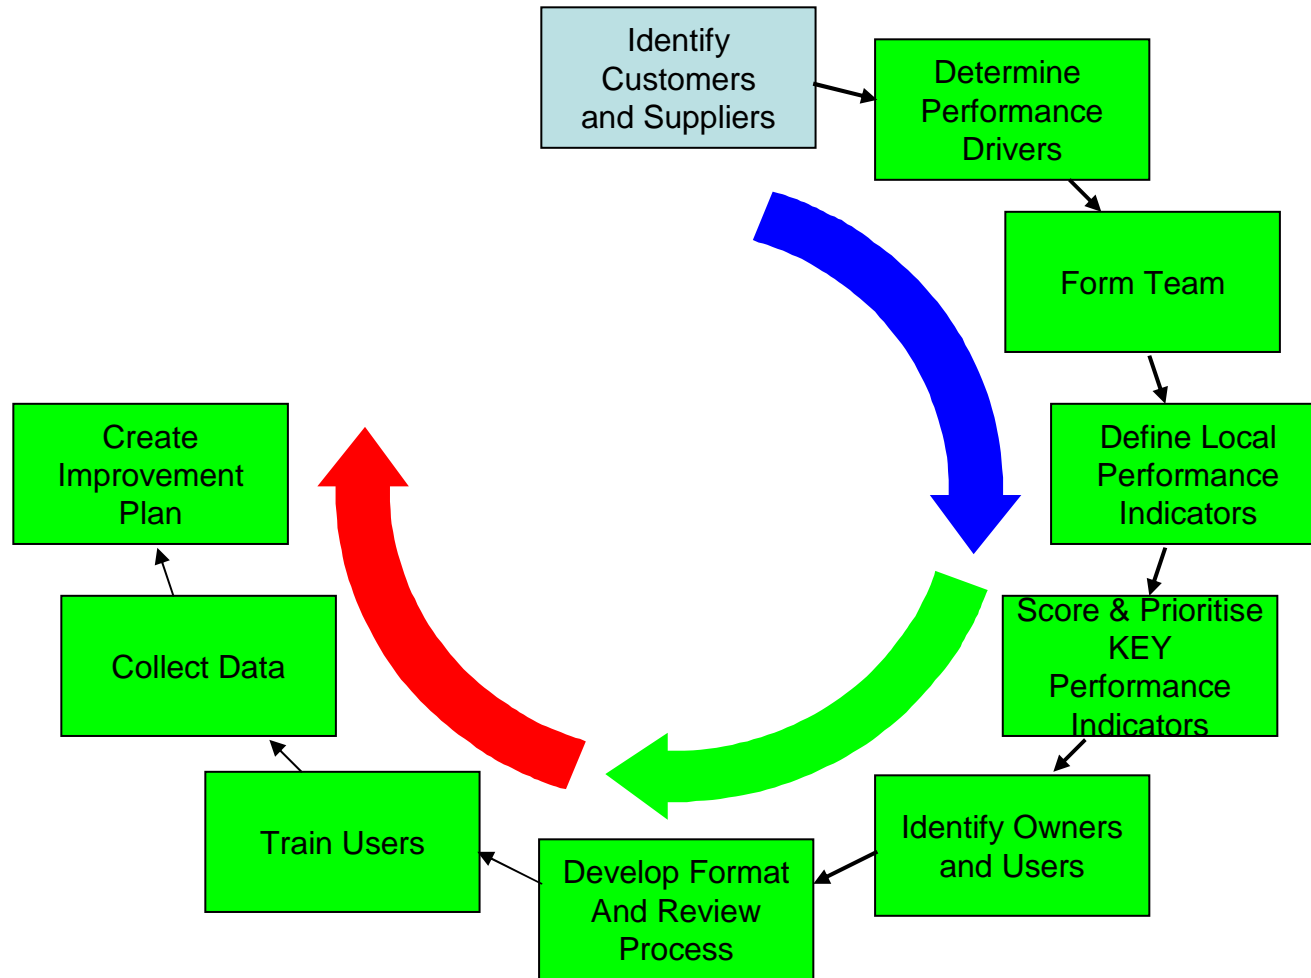 Identify
Customers
and Suppliers
Determine
Performance
Drivers
Form Team
Define Local
Performance
Indicators
Score & Prioritise
KEY
Performance
Indicators
Identify Owners
and Users
Develop Format
And Review
Process
Train Users
Collect Data
Create
Improvement
Plan